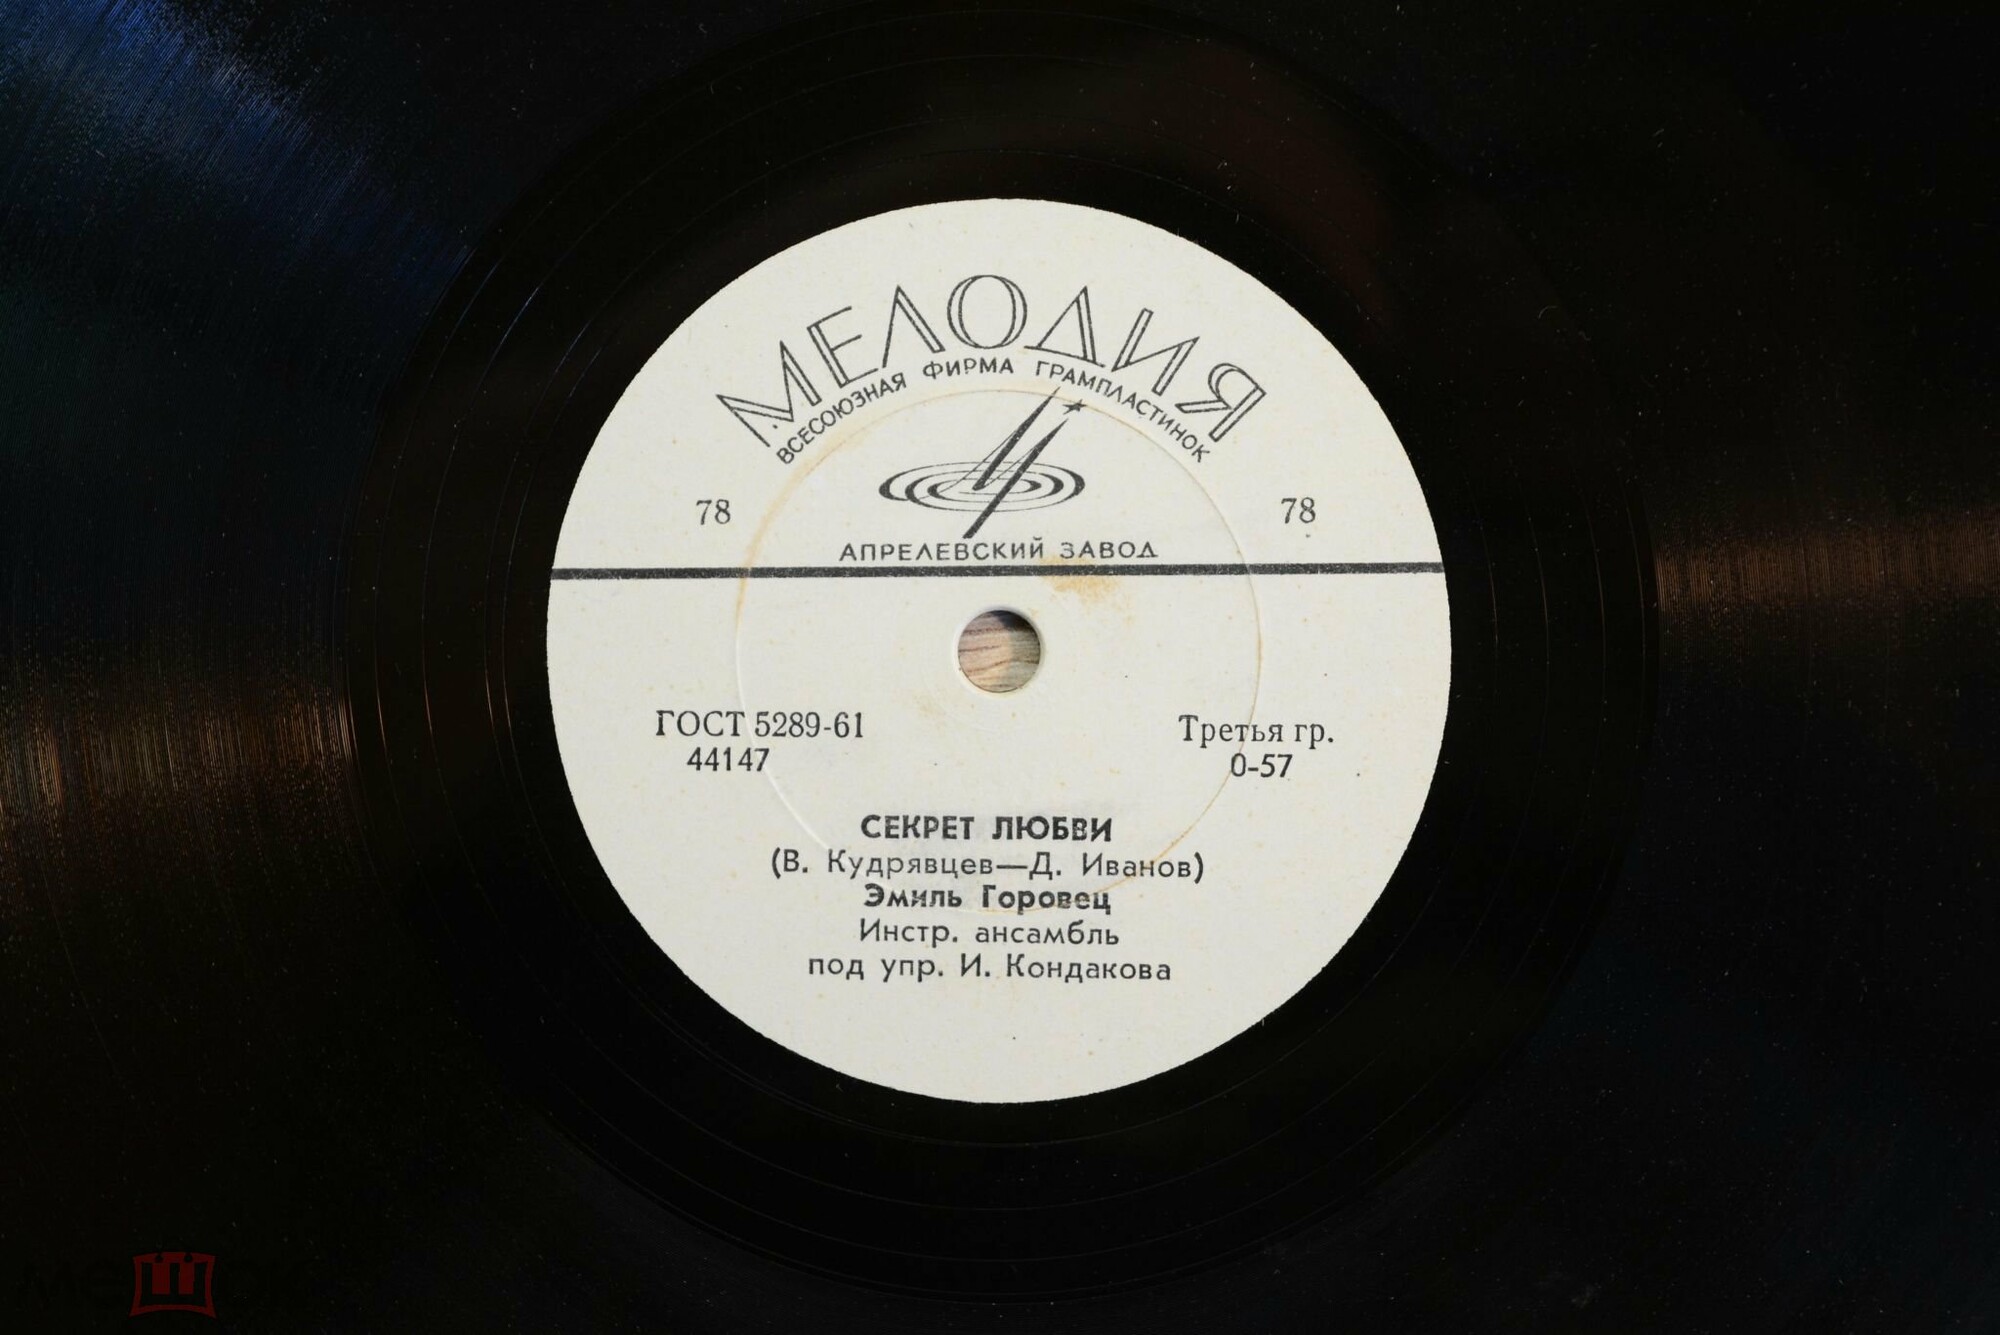 МЕЛОДИЯ
ВСЕСОЮЗНАЯ ФИРМА ГРАМПЛАСТИНОК
78 78
АПРЕЛЕВСКИЙ ЗАВОД
ГОСТ 5289-61 Третья гр.
44147 0-57
СЕКРЕТ ЛЮБВИ
(В. Кудрявцев—Д. Иванов)
Эмиль Горовец
Инстр. ансамбль
под упр. И. Кондакова